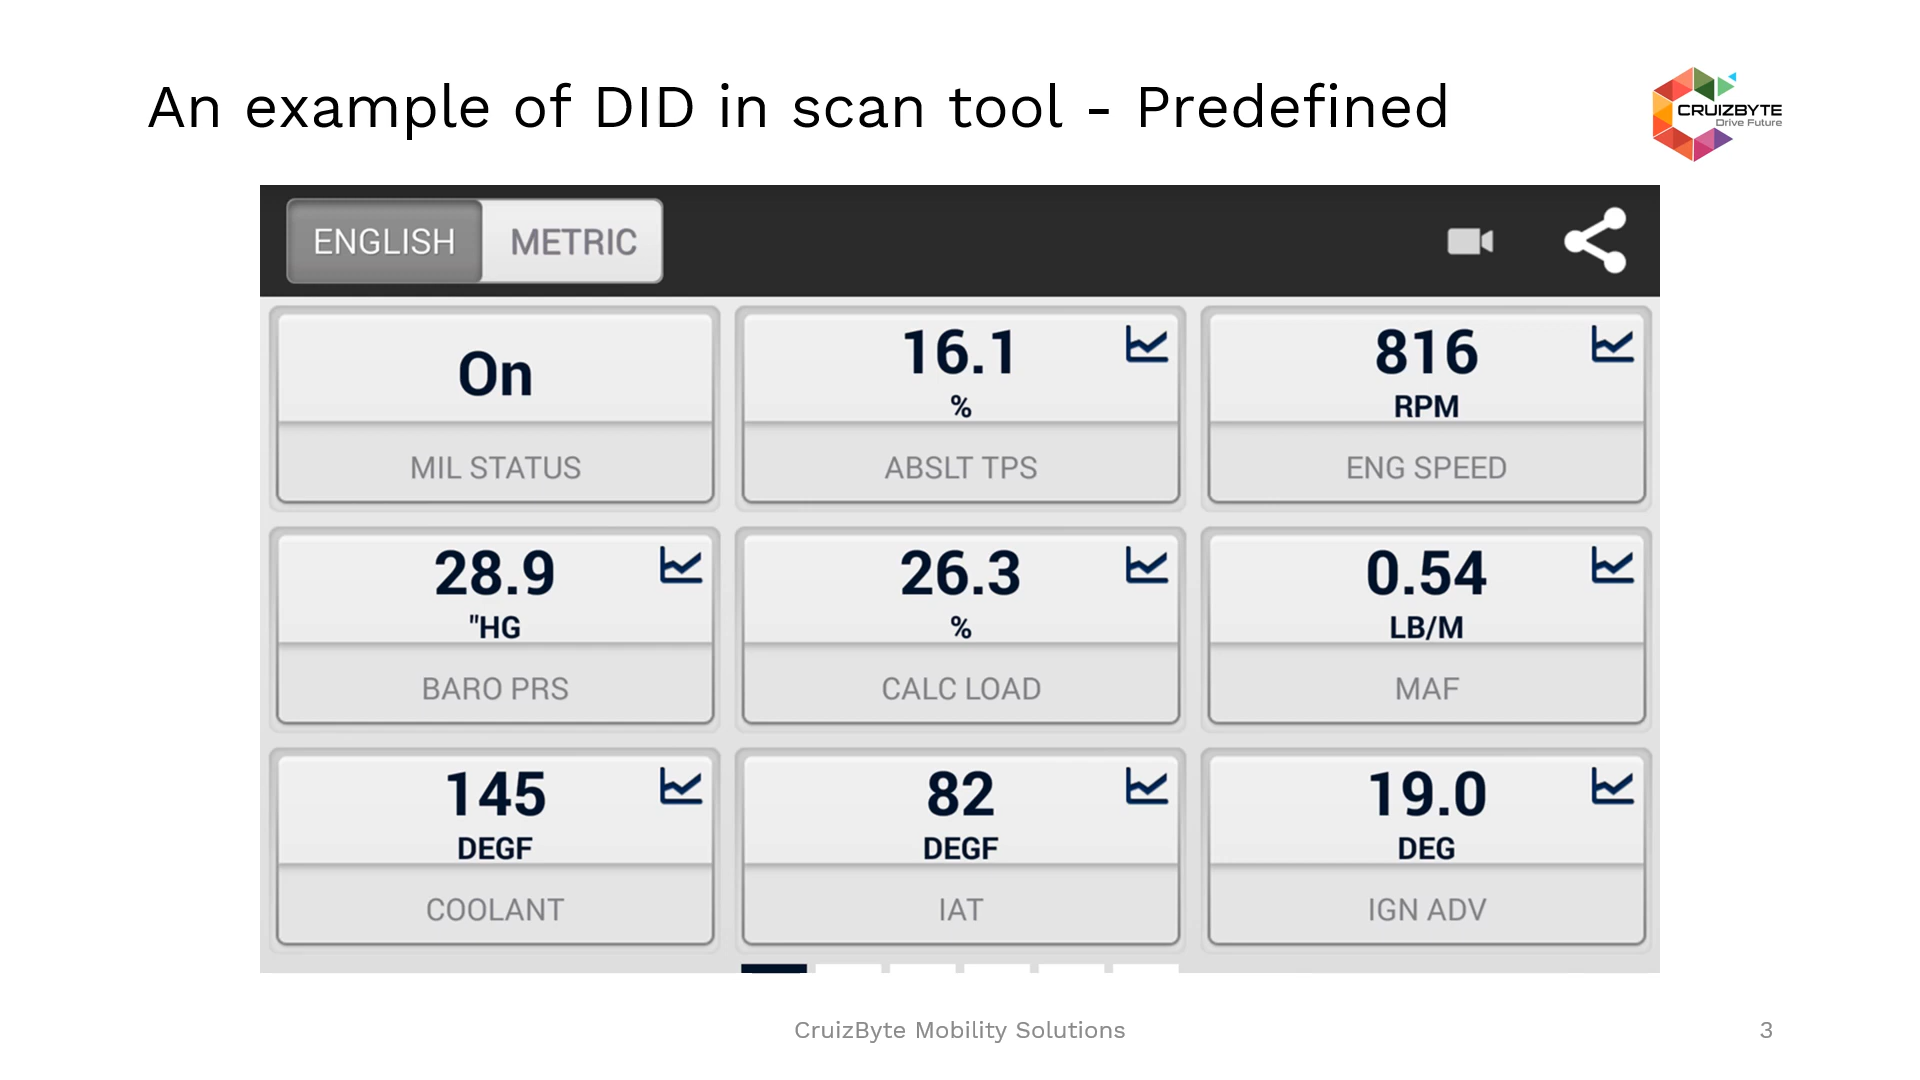 An example of DID in scan tool - Predefined
CRUIZBYTE
Drive Future
ENGLISH METRIC
On
MIL STATUS
16.1
%
ABSLT TPS
816
RPM
ENG SPEED
28.9
"HG
BARO PRS
26.3
%
CALC LOAD
0.54
LB/M
MAF
145
DEGF
COOLANT
82
DEGF
IAT
19.0
DEG
IGN ADV
CruizByte Mobility Solutions
3